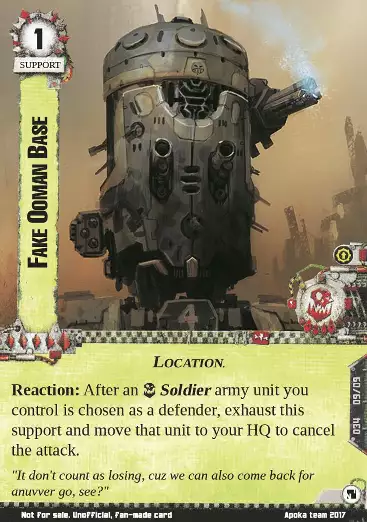 1
SUPPORT
FAKE OOMAN BASE
4
LOCATION.
Reaction: After an Soldier army unit you
control is chosen as a defender, exhaust this
support and move that unit to your HQ to cancel
the attack.
"It don't count as losing, cuz we can also come back for
anuvver go, see?"
Not for sale. Unofficial, fan-made card
Apoka team 2017